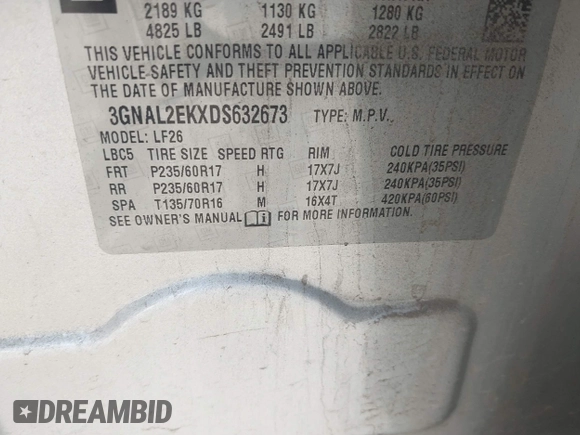 2189 KG 1130 KG 1280 KG
4825 LB 2491 LB 2822 LB
THIS VEHICLE CONFORMS TO ALL APPLICABLE U.S. FEDERAL MOTOR
VEHICLE SAFETY AND THEFT PREVENTION STANDARDS IN EFFECT ON
THE DATE OF MANUFACTURE SHOWN ABOVE.
3GNAL2EKXDS632673 TYPE: M.P.V.
MODEL: LF26
LBC5 TIRE SIZE SPEED RTG RIM COLD TIRE PRESSURE
FRT P235/60R17 H 17X7J 240KPA(35PSI)
RR P235/60R17 H 17X7J 240KPA(35PSI)
SPA T135/70R16 M 16X4T 420KPA(60PSI)
SEE OWNER'S MANUAL FOR MORE INFORMATION.
DREAMBID